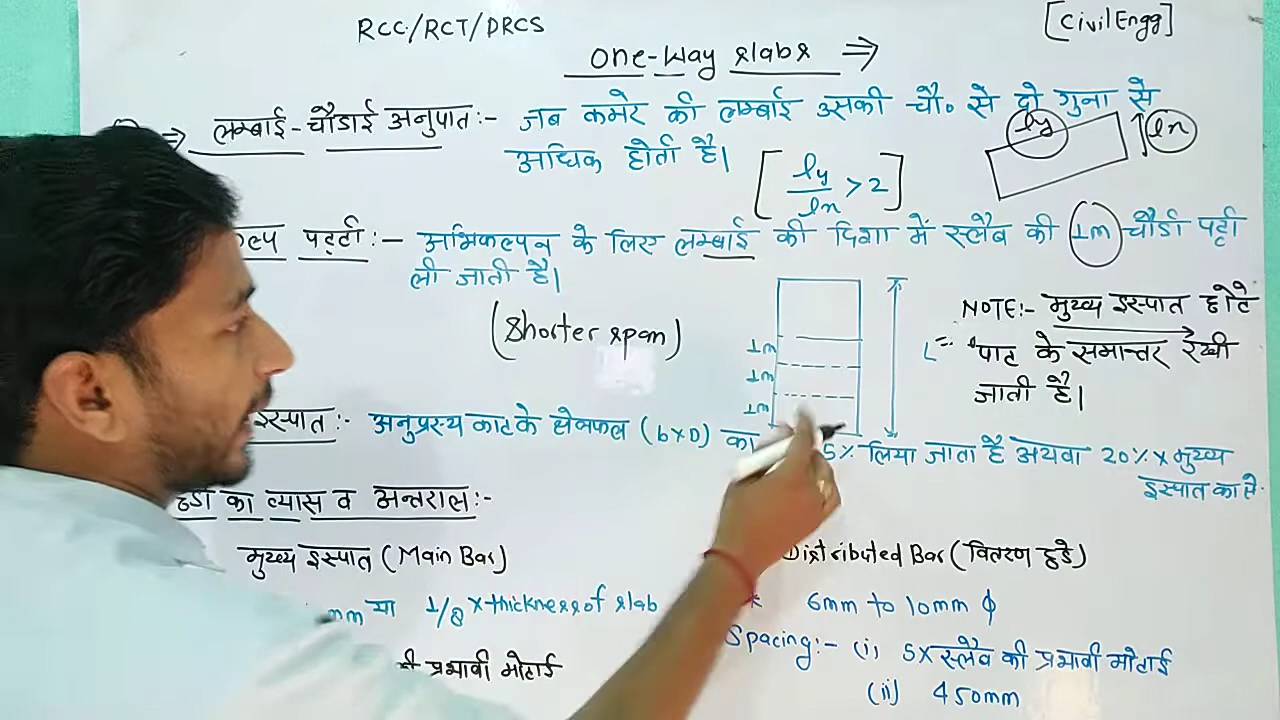 RCC/RCT/DRCS
[Civil Engg]
One-Way slabs ⇒
⇒ लम्बाई-चौडाई अनुपात:- जब कमरे की लम्बाई उसकी चौ० से दो गुना से
अधिक होती है।
[ly/lx > 2]
ly
lx
पट्टी:- अभिकल्पन के लिए लम्बाई की दिशा में स्लैब की 1m चौडी पट्टी
ली जाती है।
(Shorter span)
1m
1m
1m
L=
NOTE:- मुख्य इस्पात छोटे
पाट के समान्तर रखी
जाती है।
इस्पात:- अनुप्रस्थ काट के क्षेत्रफल (b×D) का 5% लिया जाता है अथवा 20% × मुख्य
इस्पात का क्षे.
का व्यास व अन्तराल:-
मुख्य इस्पात (Main Bar)
Distributed Bar (वितरण छडे)
mm या 1/8 × thickness of slab
6mm to 10mm ϕ
की प्रभावी मोटाई
Spacing:- (i) 5× स्लैब की प्रभावी मोटाई
(ii) 450mm